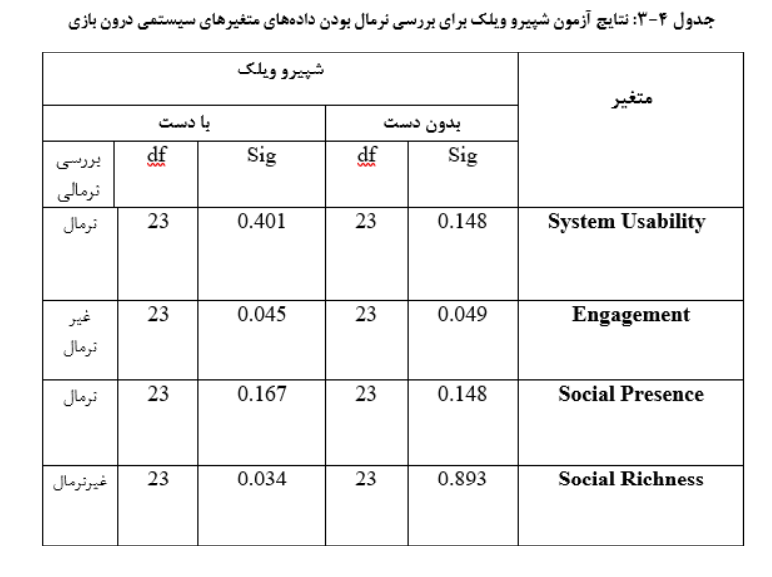 جدول ۴-۳: نتایج آزمون شپیرو ویلک برای بررسی نرمال بودن داده‌های متغیرهای سیستمی درون بازی
متغیر شپیرو ویلک
بدون دست با دست
Sig df Sig df بررسی
نرمالی
System Usability 0.148 23 0.401 23 نرمال
Engagement 0.049 23 0.045 23 غیر
نرمال
Social Presence 0.148 23 0.167 23 نرمال
Social Richness 0.893 23 0.034 23 غیرنرمال